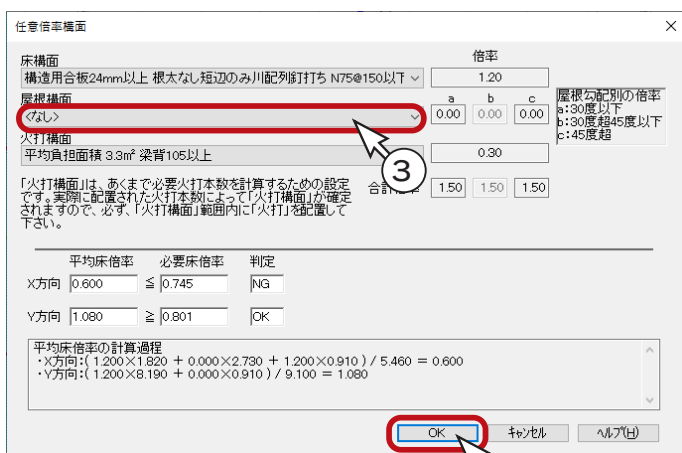 任意倍率構面
床構面
倍率
構造用合板24mm以上 根太なし短辺のみ川配列釘打ち N75@150以下
1.20
屋根構面
a b c
<なし>
0.00 0.00 0.00
屋根勾配別の倍率
a:30度以下
b:30度超45度以下
c:45度超
火打構面
平均負担面積 3.3㎡ 梁背105以上
0.30
③
「火打構面」は、あくまで必要火打本数を計算するための設定
です。実際に配置された火打本数によって「火打構面」が確定
されますので、必ず、「火打構面」範囲内に「火打」を配置して
下さい。
1.50 1.50 1.50
平均床倍率 必要床倍率 判定
X方向 0.600 ≦ 0.745 NG
Y方向 1.080 ≧ 0.801 OK
平均床倍率の計算過程
・X方向:( 1.200×1.820 + 0.000×2.730 + 1.200×0.910 ) / 5.460 = 0.600
・Y方向:( 1.200×8.190 + 0.000×0.910 ) / 9.100 = 1.080
OK キャンセル ヘルプ(H)